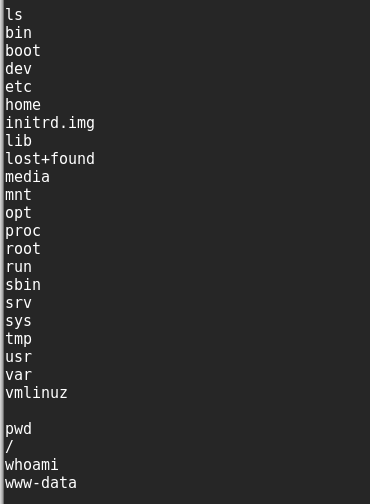 ls
bin
boot
dev
etc
home
initrd.img
lib
lost+found
media
mnt
opt
proc
root
run
sbin
srv
sys
tmp
usr
var
vmlinuz
pwd
/
whoami
www-data